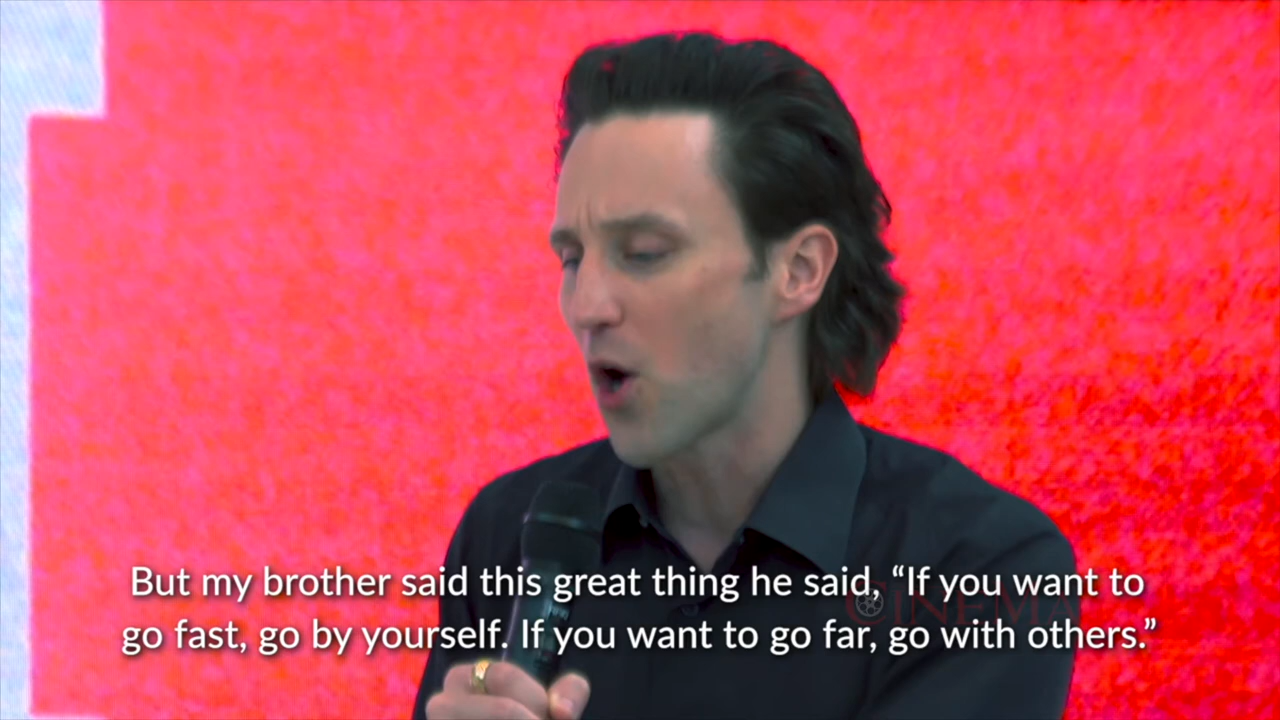 But my brother said this great thing he said, “If you want to
go fast, go by yourself. If you want to go far, go with others.”
CINEMA